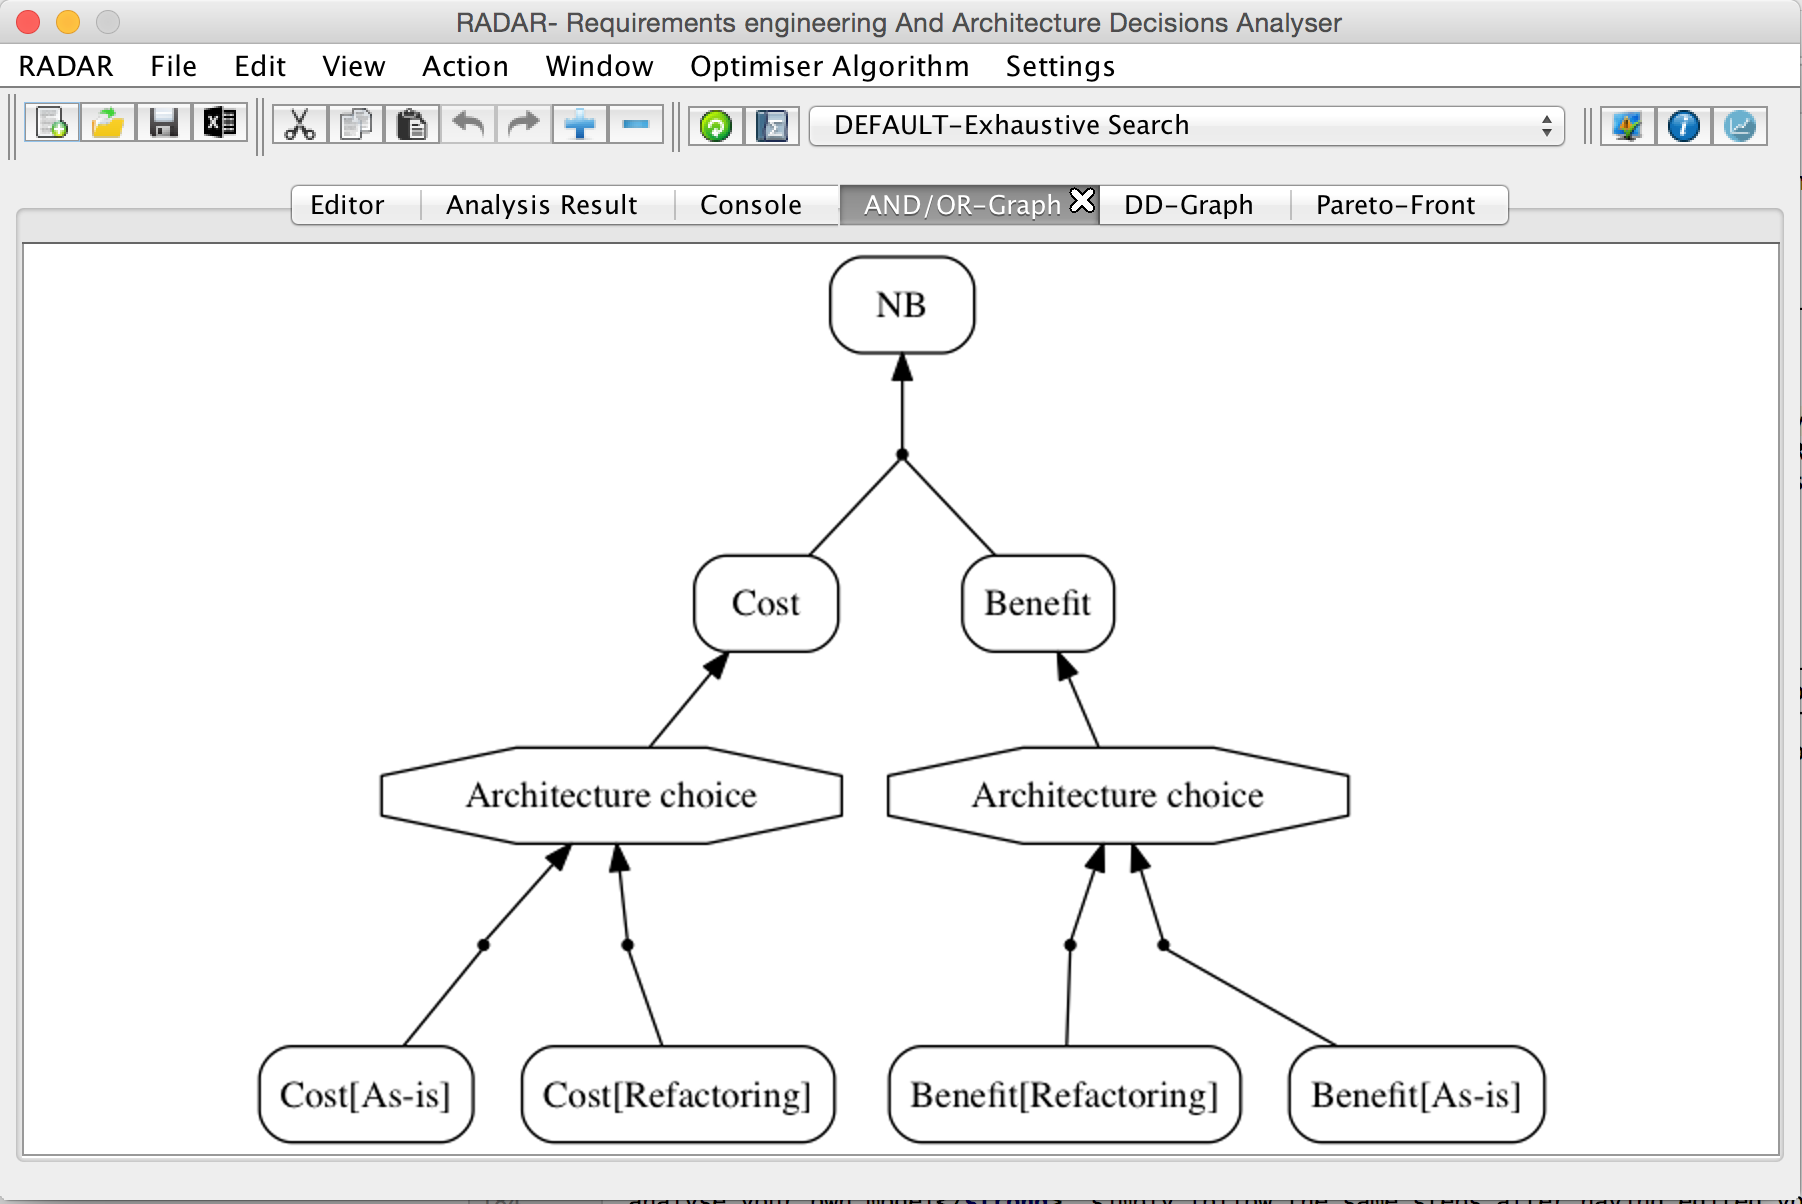 RADAR- Requirements engineering And Architecture Decisions Analyser
RADAR File Edit View Action Window Optimiser Algorithm Settings
DEFAULT-Exhaustive Search
Editor Analysis Result Console AND/OR-Graph DD-Graph Pareto-Front
NB
Cost Benefit
Architecture choice Architecture choice
Cost[As-is] Cost[Refactoring] Benefit[Refactoring] Benefit[As-is]